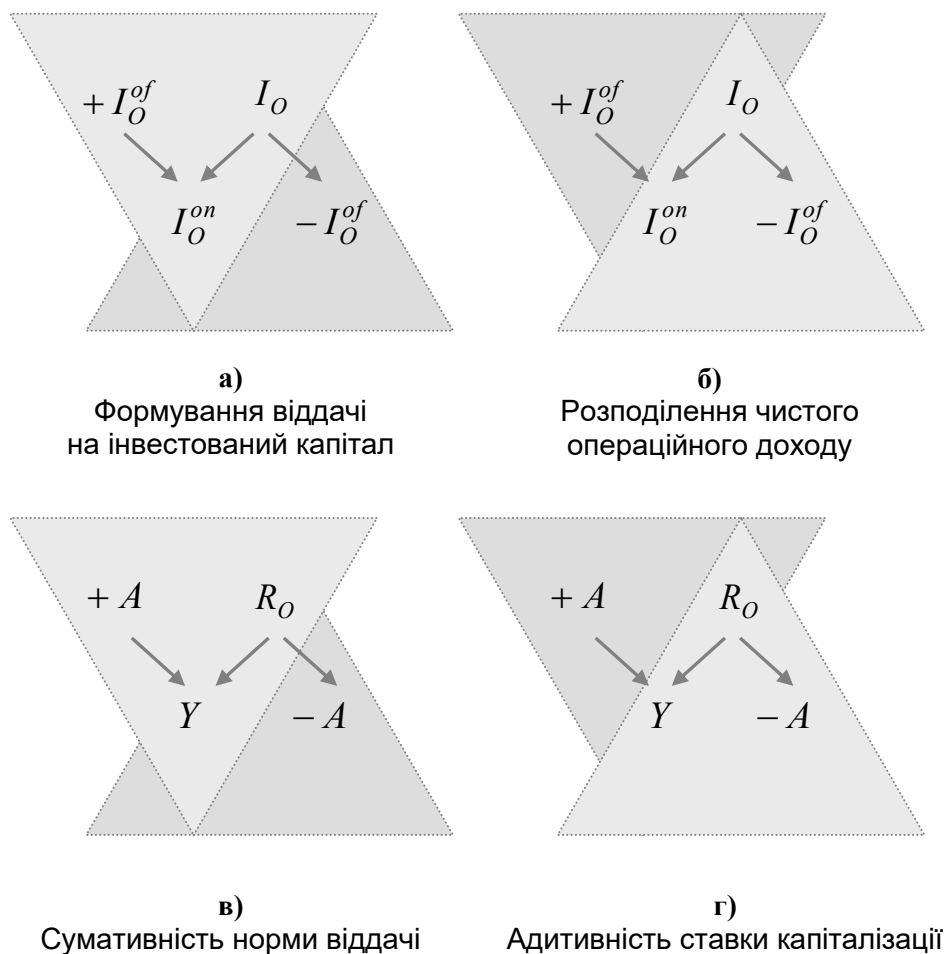 + I_O^{of} I_O + I_O^{of} I_O
I_O^{on} − I_O^{of} I_O^{on} − I_O^{of}
а) б)
Формування віддачі Розподілення чистого
на інвестований капітал операційного доходу
+ A R_O + A R_O
Y − A Y − A
в) г)
Сумативність норми віддачі Адитивність ставки капіталізації